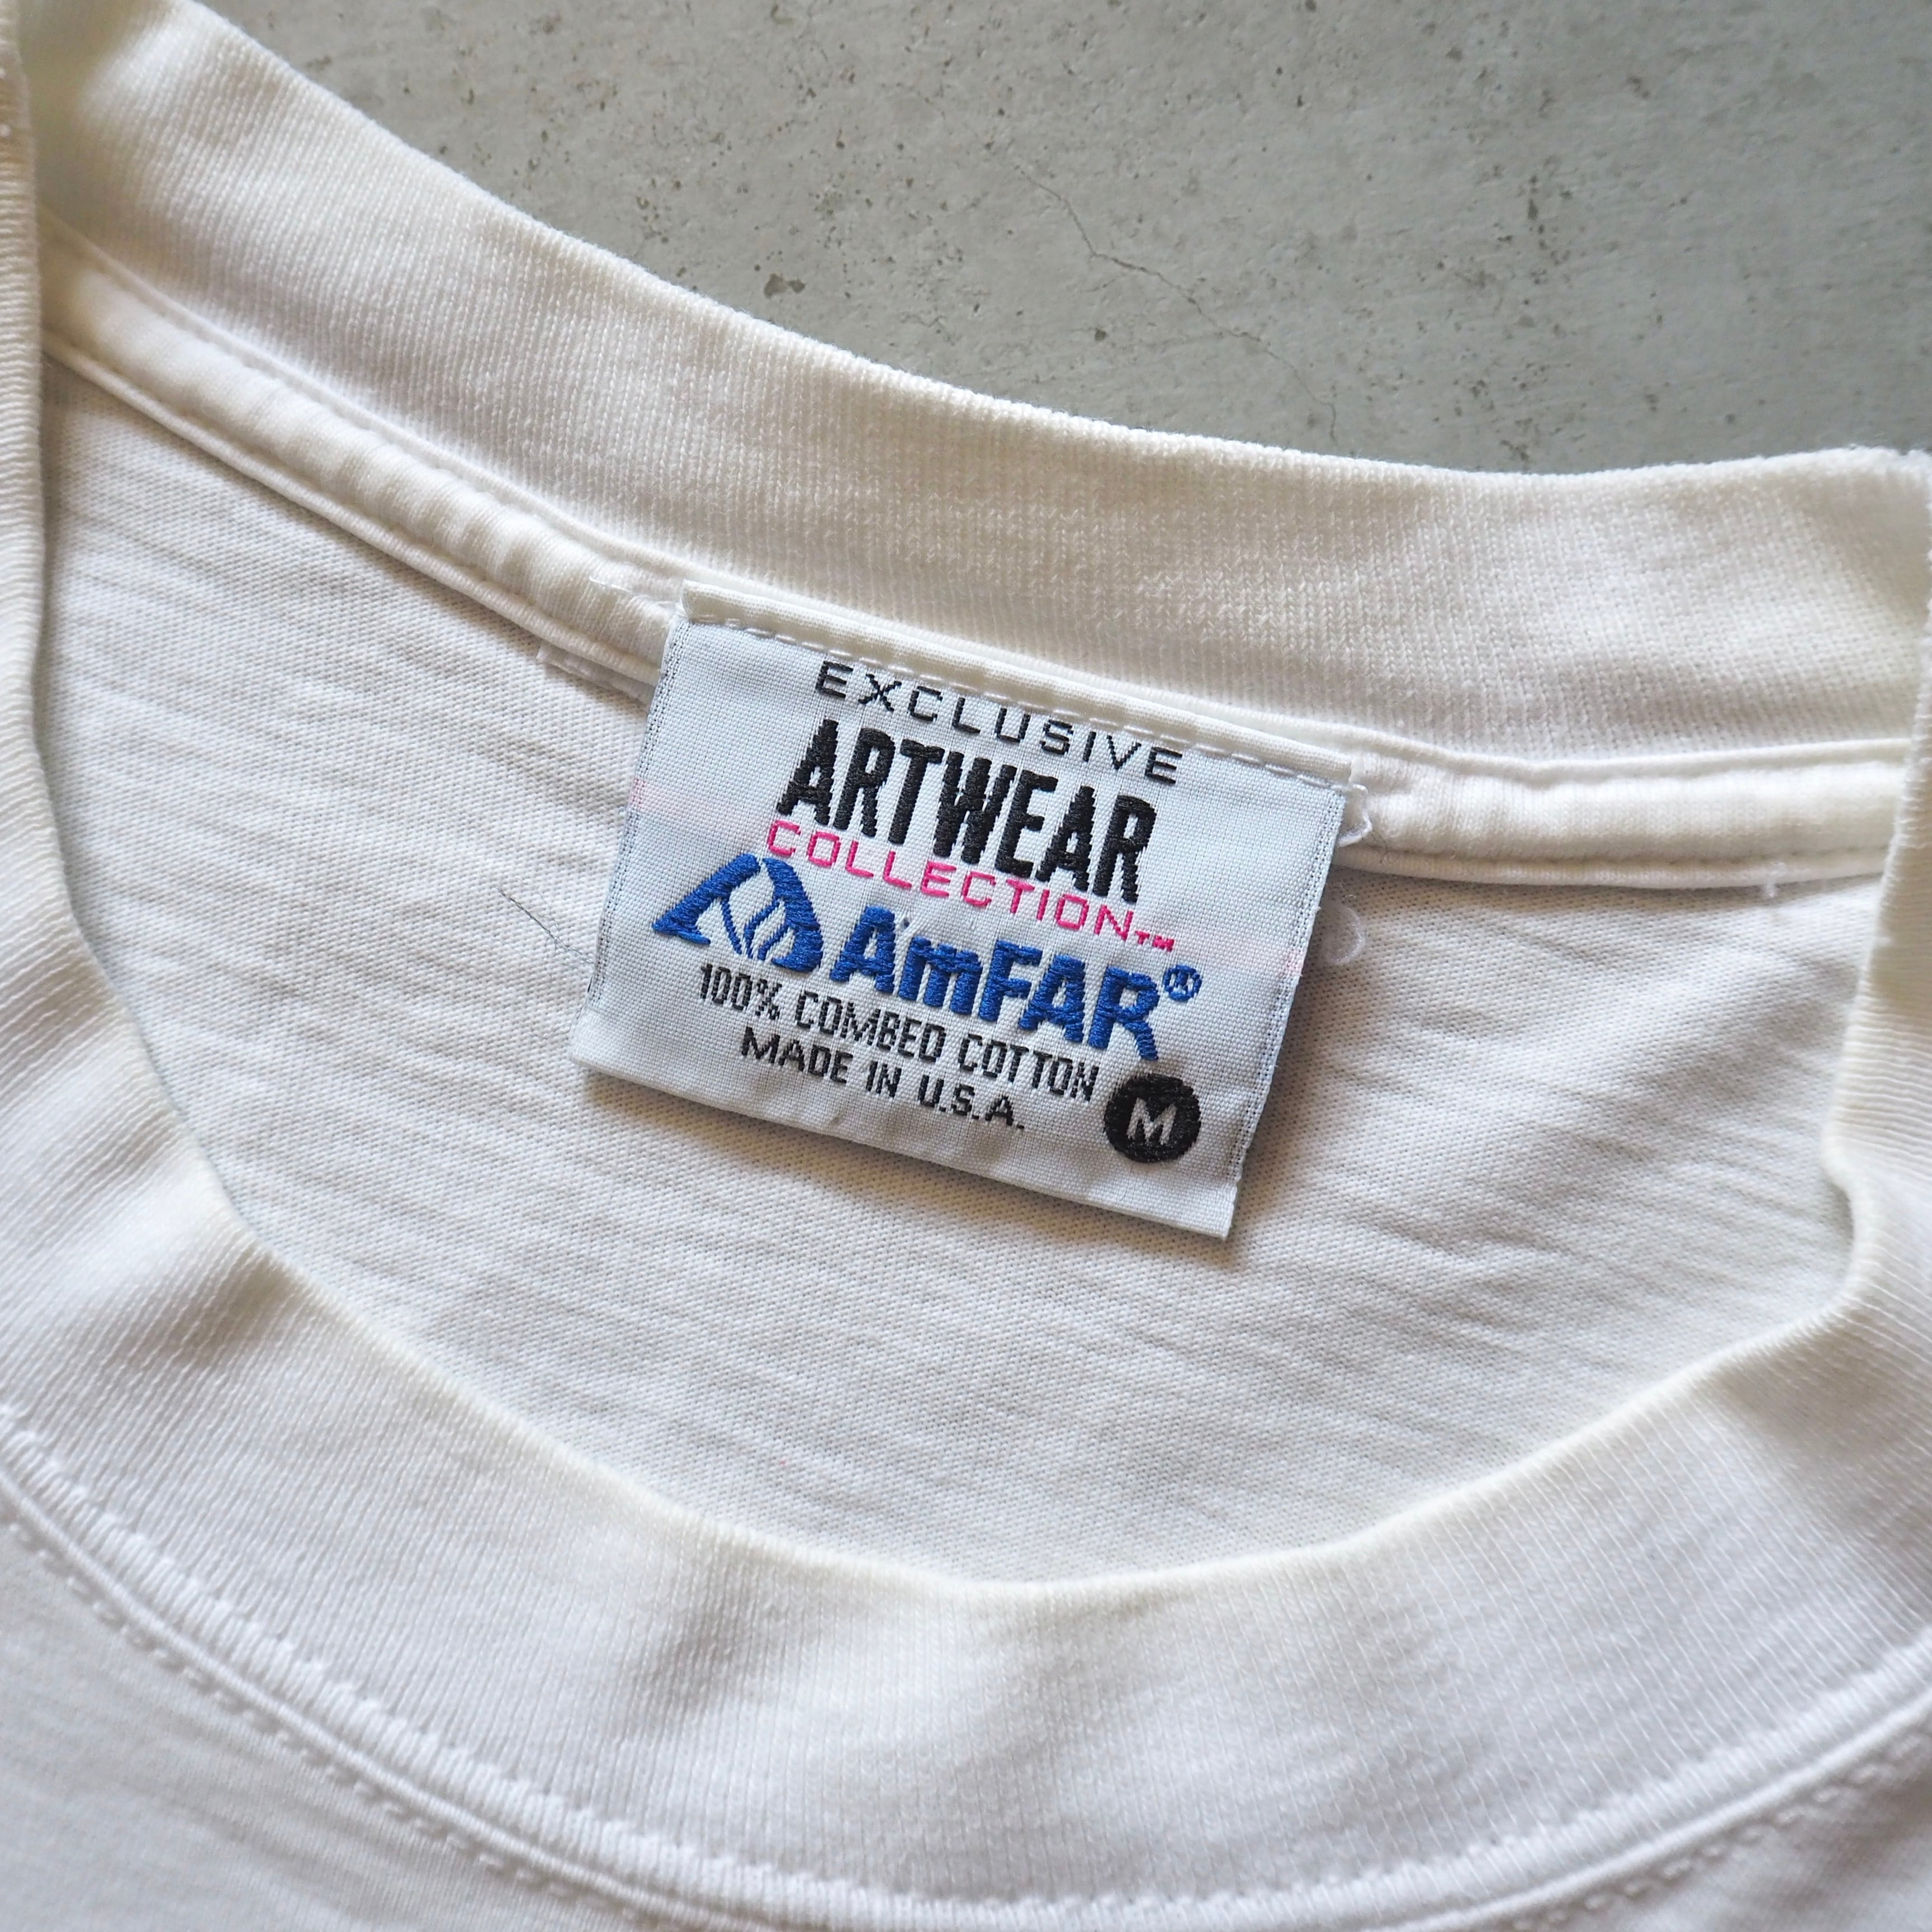 EXCLUSIVE
ARTWEAR
COLLECTION™
AmFAR®
100% COMBED COTTON
MADE IN U.S.A.
M